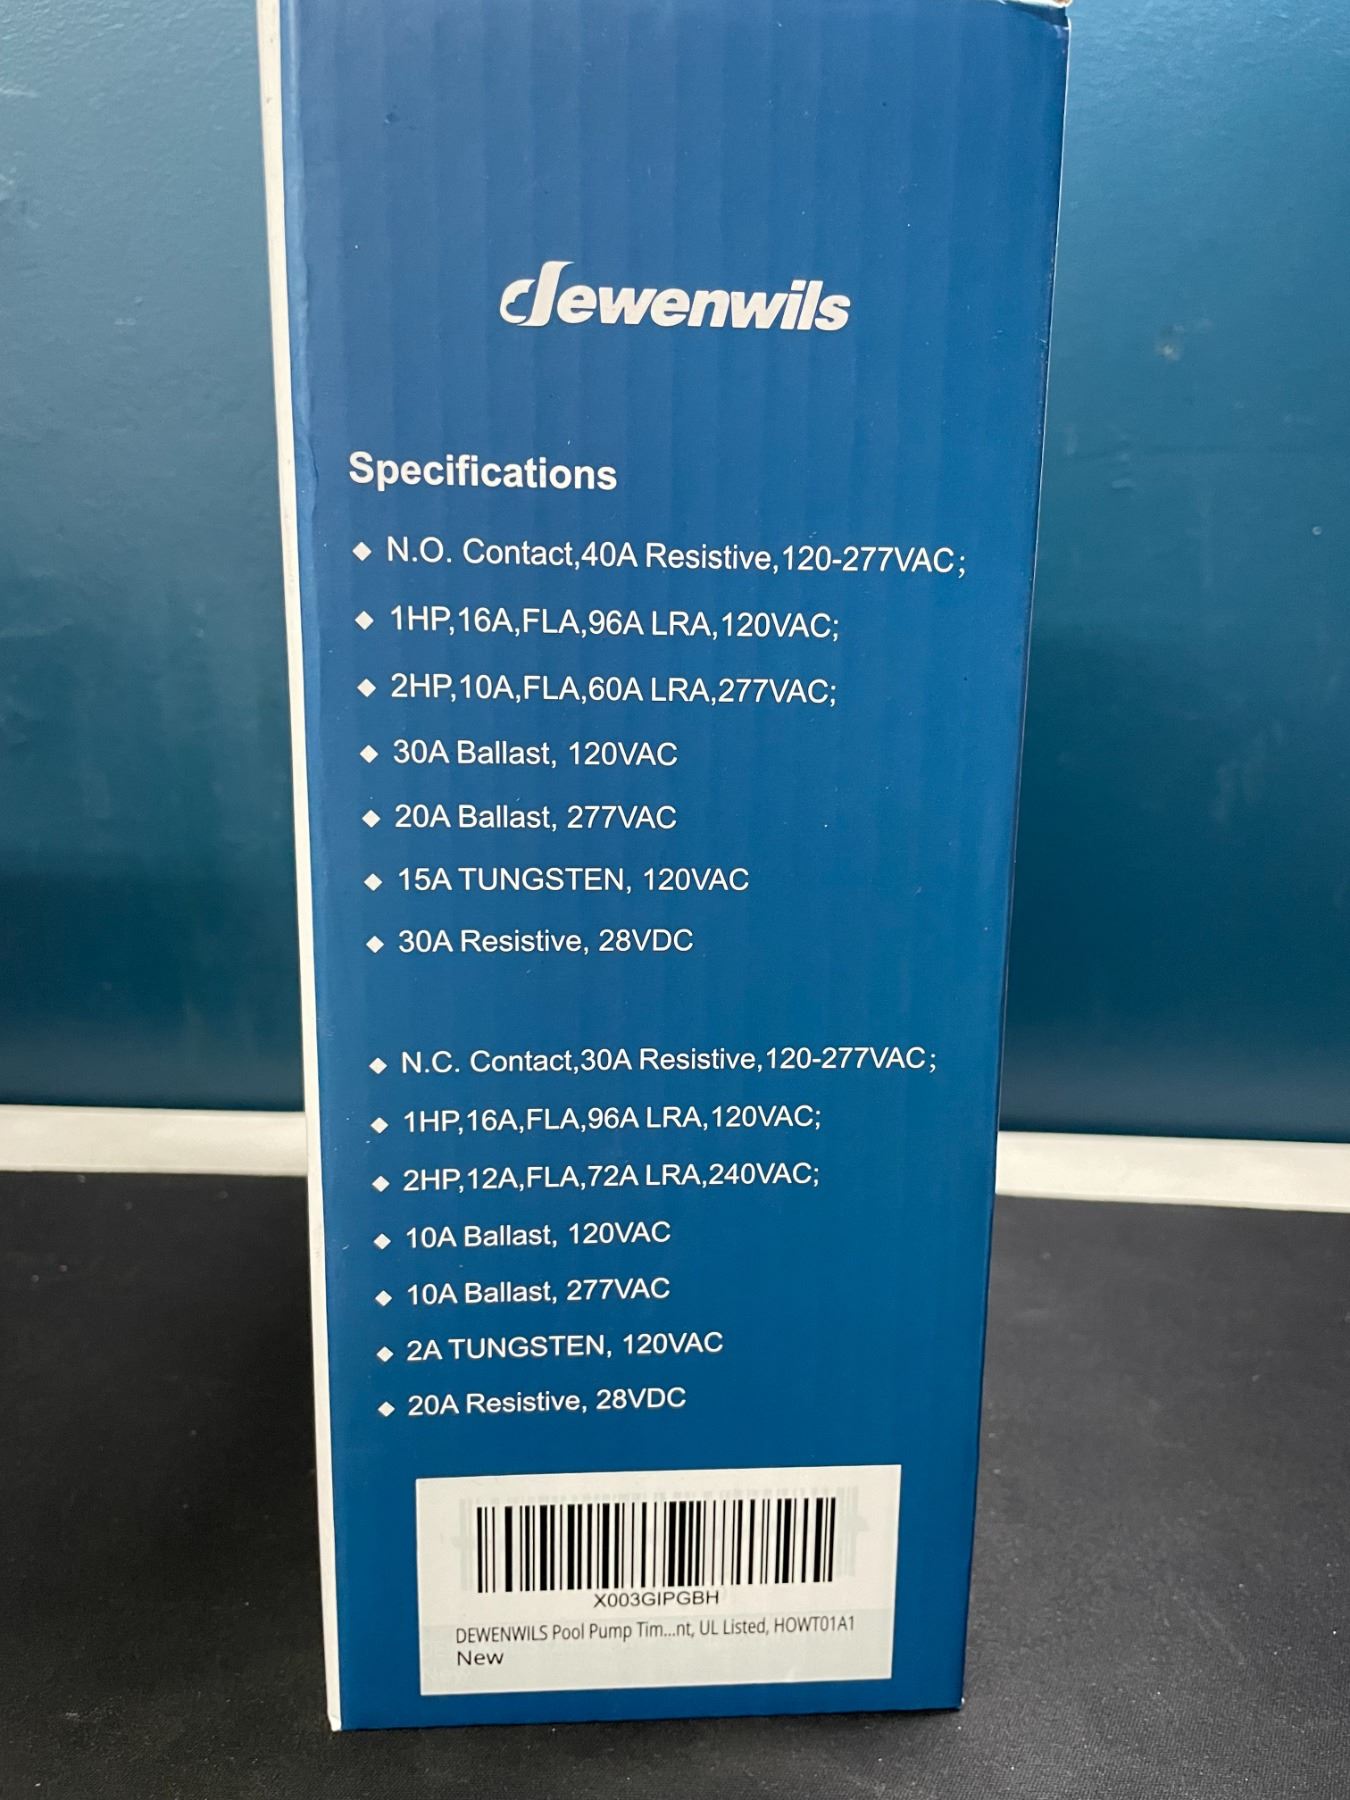 dewenwils
Specifications
◆ N.O. Contact,40A Resistive,120-277VAC;
◆ 1HP,16A,FLA,96A LRA,120VAC;
◆ 2HP,10A,FLA,60A LRA,277VAC;
◆ 30A Ballast, 120VAC
◆ 20A Ballast, 277VAC
◆ 15A TUNGSTEN, 120VAC
◆ 30A Resistive, 28VDC
◆ N.C. Contact,30A Resistive,120-277VAC;
◆ 1HP,16A,FLA,96A LRA,120VAC;
◆ 2HP,12A,FLA,72A LRA,240VAC;
◆ 10A Ballast, 120VAC
◆ 10A Ballast, 277VAC
◆ 2A TUNGSTEN, 120VAC
◆ 20A Resistive, 28VDC
X003GIPGBH
DEWENWILS Pool Pump Tim...nt, UL Listed, HOWT01A1
New